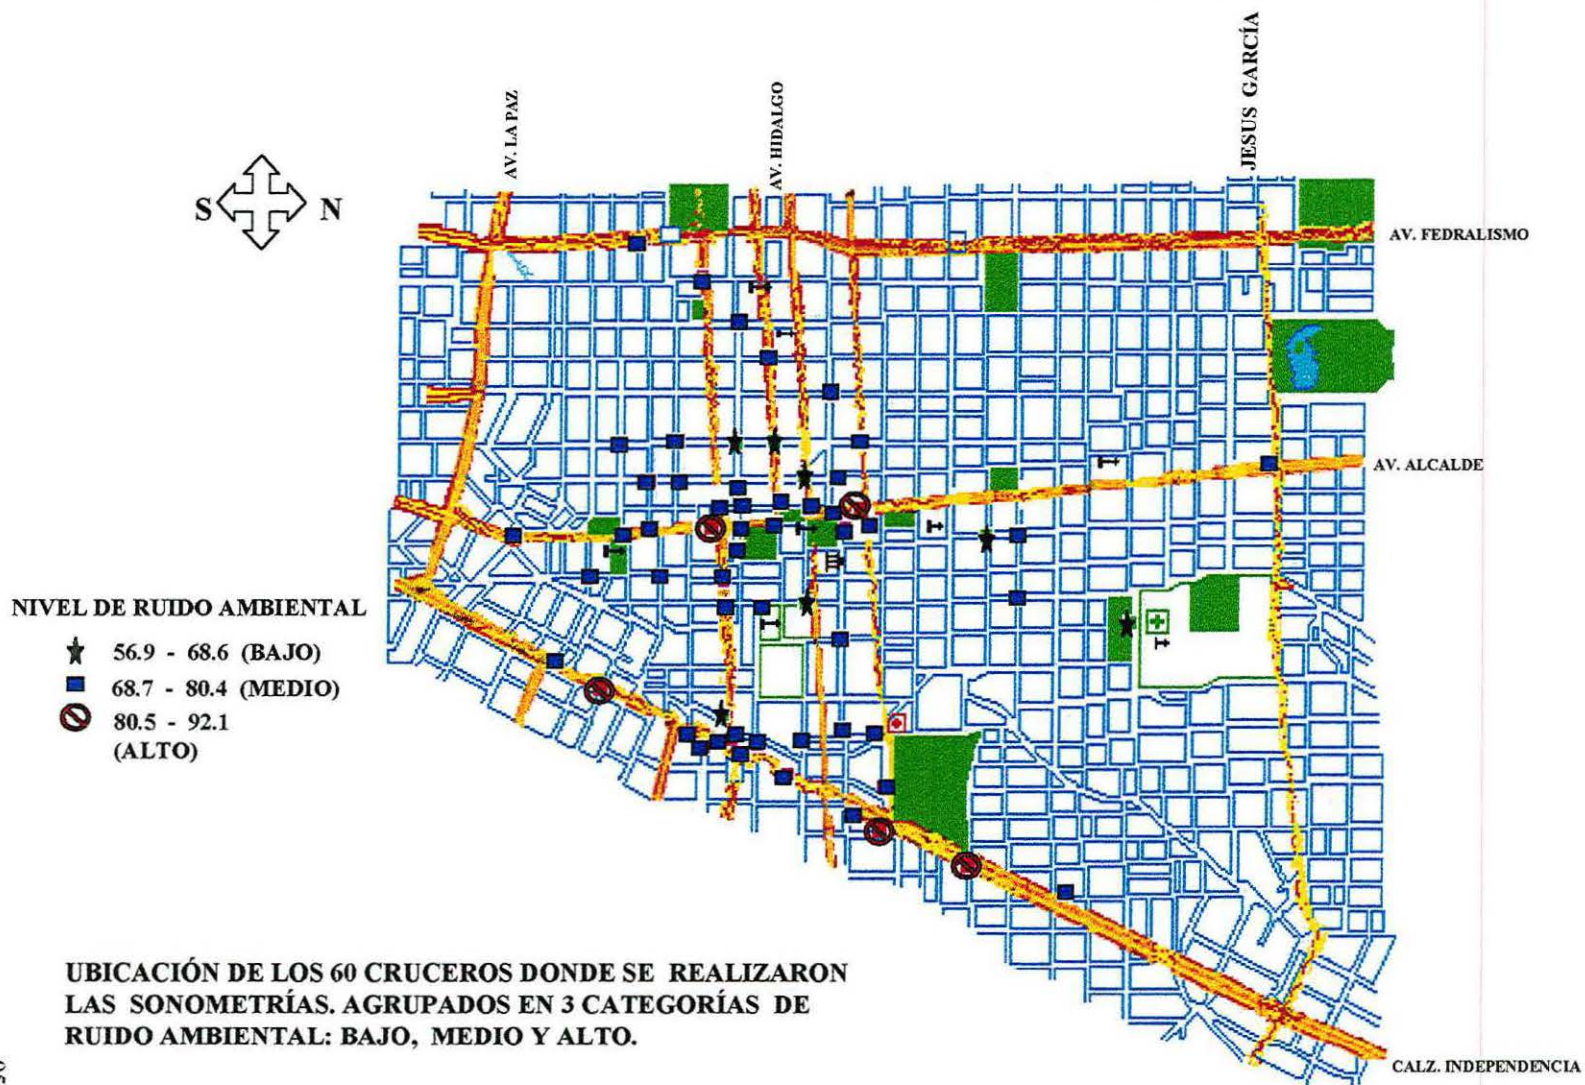 AV. LA PAZ
AV. HIDALGO
JESUS GARCÍA
S N
AV. FEDRALISMO
AV. ALCALDE
NIVEL DE RUIDO AMBIENTAL
56.9 - 68.6 (BAJO)
68.7 - 80.4 (MEDIO)
80.5 - 92.1
(ALTO)
UBICACIÓN DE LOS 60 CRUCEROS DONDE SE REALIZARON
LAS SONOMETRÍAS. AGRUPADOS EN 3 CATEGORÍAS DE
RUIDO AMBIENTAL: BAJO, MEDIO Y ALTO.
CALZ. INDEPENDENCIA